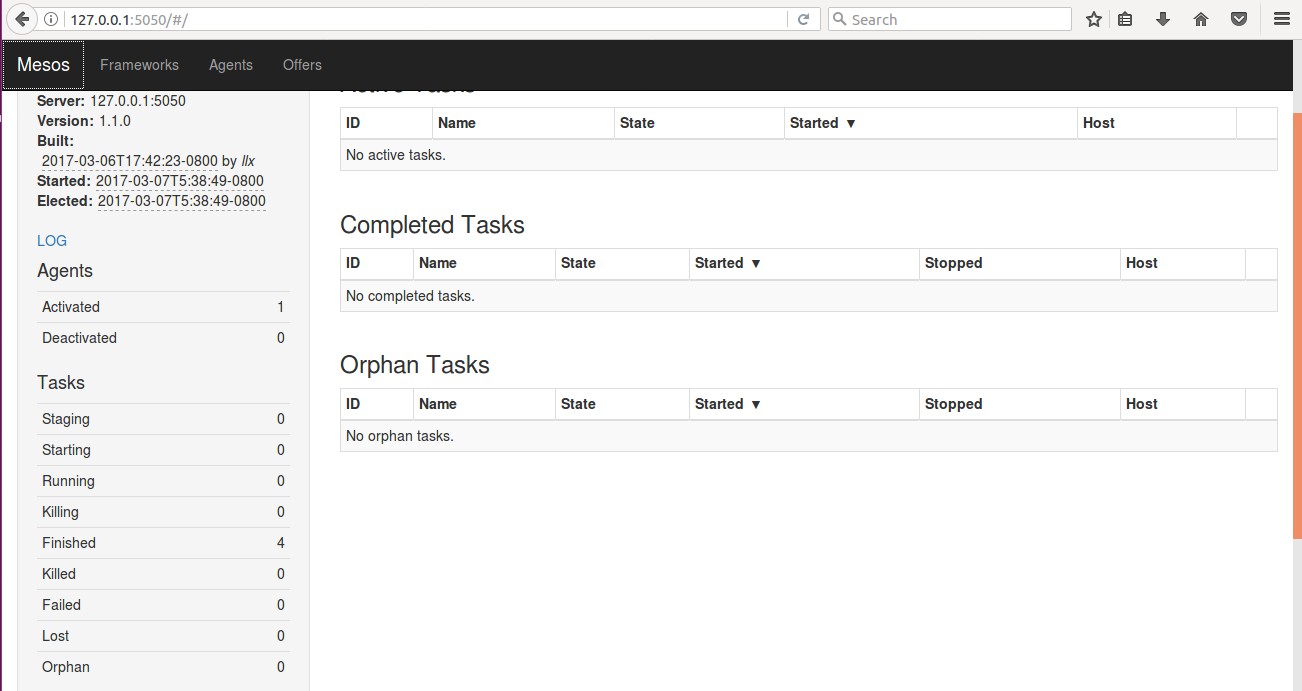 127.0.0.1:5050/#/
Search
Mesos Frameworks Agents Offers
Server: 127.0.0.1:5050
Version: 1.1.0
Built:
2017-03-06T17:42:23-0800 by llx
Started: 2017-03-07T5:38:49-0800
Elected: 2017-03-07T5:38:49-0800
LOG
Agents
Activated 1
Deactivated 0
Tasks
Staging 0
Starting 0
Running 0
Killing 0
Finished 4
Killed 0
Failed 0
Lost 0
Orphan 0
Active Tasks
ID Name State Started ▼ Host
No active tasks.
Completed Tasks
ID Name State Started ▼ Stopped Host
No completed tasks.
Orphan Tasks
ID Name State Started ▼ Stopped Host
No orphan tasks.